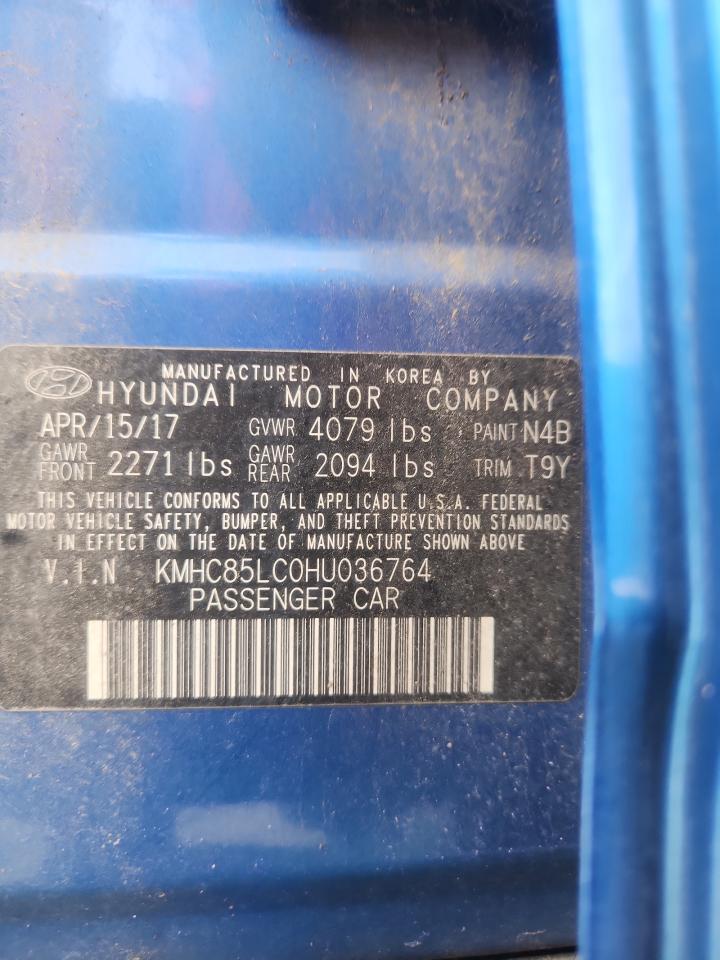 MANUFACTURED IN KOREA BY
HYUNDAI MOTOR COMPANY
APR/15/17 GVWR 4079 lbs PAINT N4B
GAWR FRONT 2271 lbs GAWR REAR 2094 lbs TRIM T9Y
THIS VEHICLE CONFORMS TO ALL APPLICABLE U.S.A. FEDERAL
MOTOR VEHICLE SAFETY, BUMPER, AND THEFT PREVENTION STANDARDS
IN EFFECT ON THE DATE OF MANUFACTURE SHOWN ABOVE
V.I.N KMHC85LC0HU036764
PASSENGER CAR